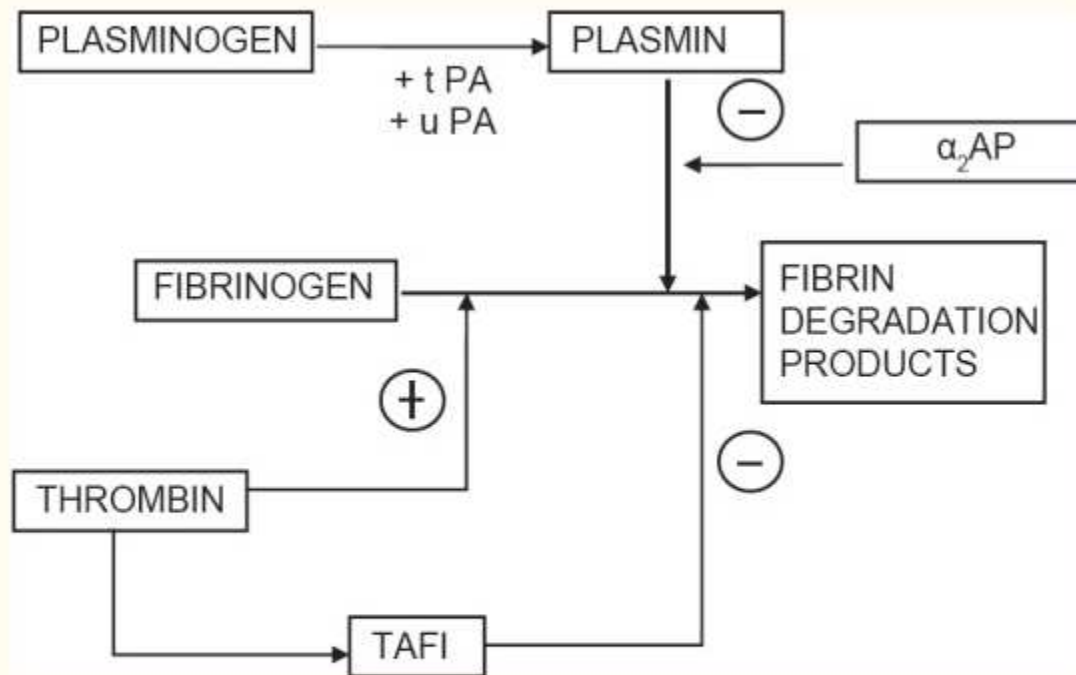 PLASMINOGEN
PLASMIN
+ t PA
+ u PA
−
α₂AP
FIBRINOGEN
FIBRIN
DEGRADATION
PRODUCTS
+
−
THROMBIN
TAFI